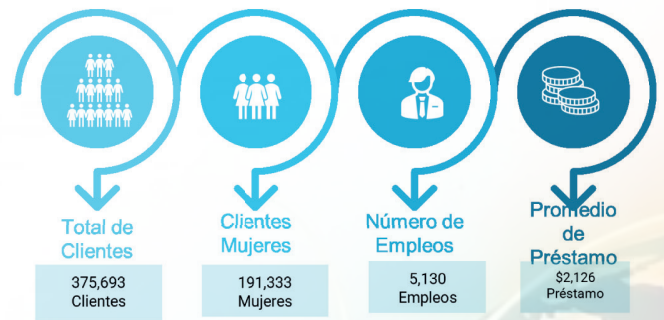 Total de
Clientes
375,693
Clientes
Clientes
Mujeres
191,333
Mujeres
Número de
Empleos
5,130
Empleos
Promedio
de
Préstamo
$2,126
Préstamo